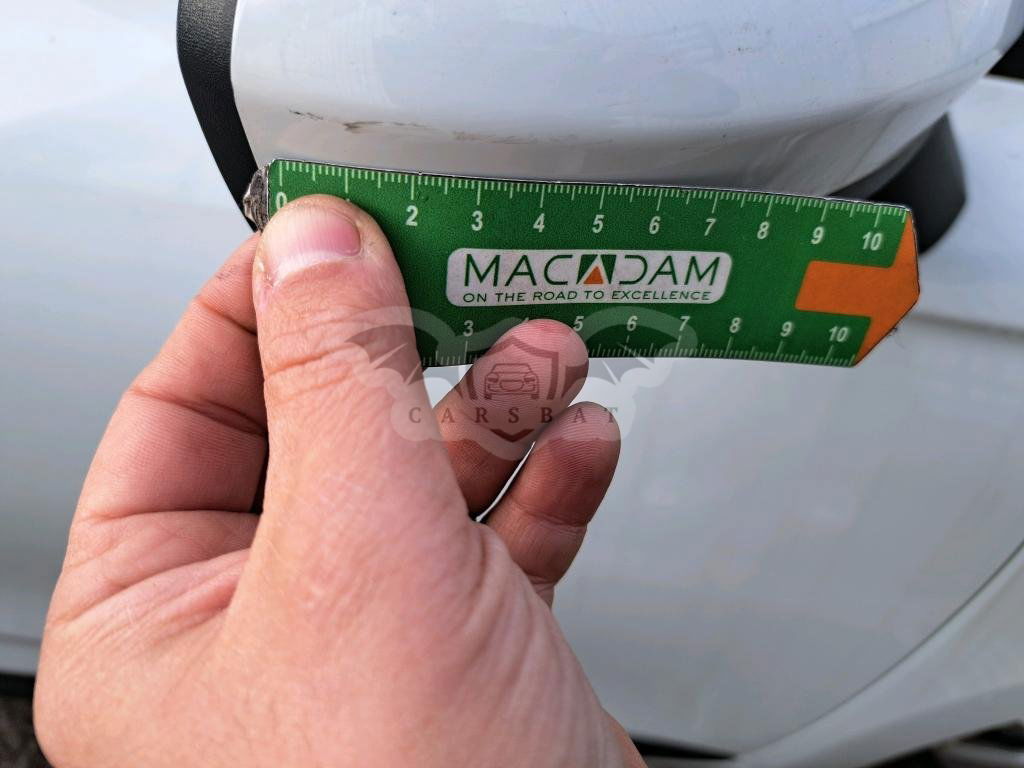 0 2 3 4 5 6 7 8 9 10
MACADAM
ON THE ROAD TO EXCELLENCE
3 4 5 6 7 8 9 10
CARSBAT